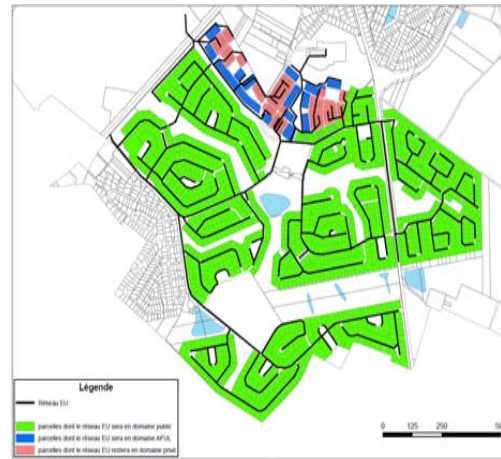 Légende
Réseau EU
parcelles dont le réseau EU sera en domaine public
parcelles dont le réseau EU sera en domaine AFUL
parcelles dont le réseau EU restera en domaine privé
0 125 250 500